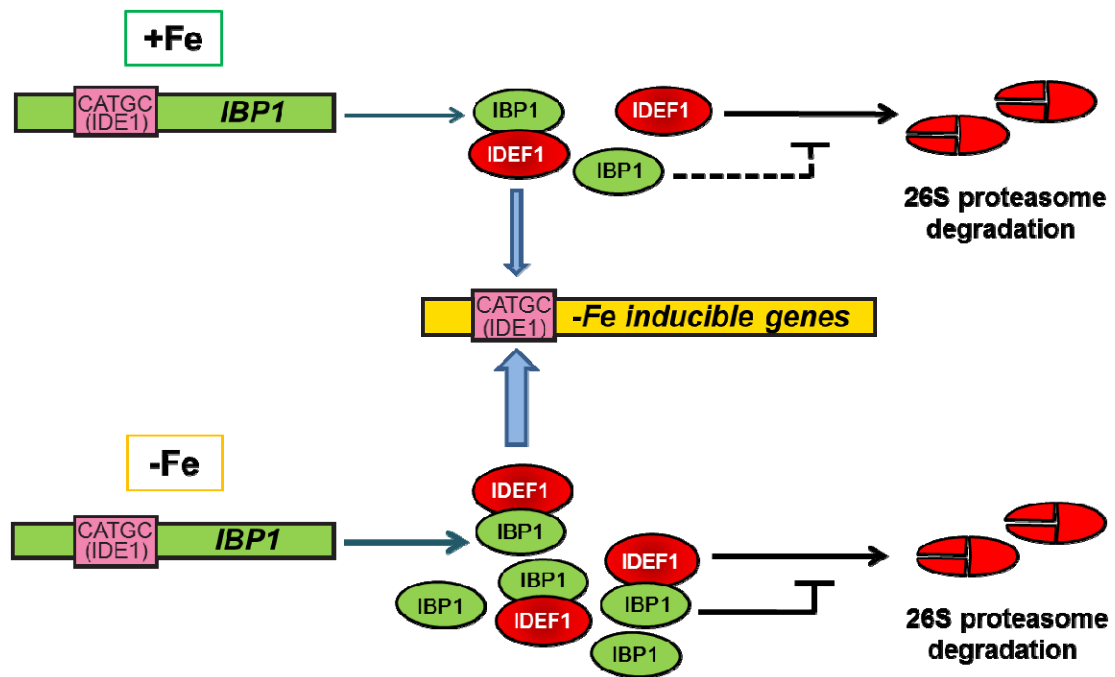 +Fe
CATGC
(IDE1)
IBP1
IBP1
IDEF1
IDEF1
IBP1
26S proteasome
degradation
CATGC
(IDE1)
-Fe inducible genes
-Fe
CATGC
(IDE1)
IBP1
IDEF1
IBP1
IDEF1
IBP1
IBP1
IBP1
IDEF1
IBP1
26S proteasome
degradation